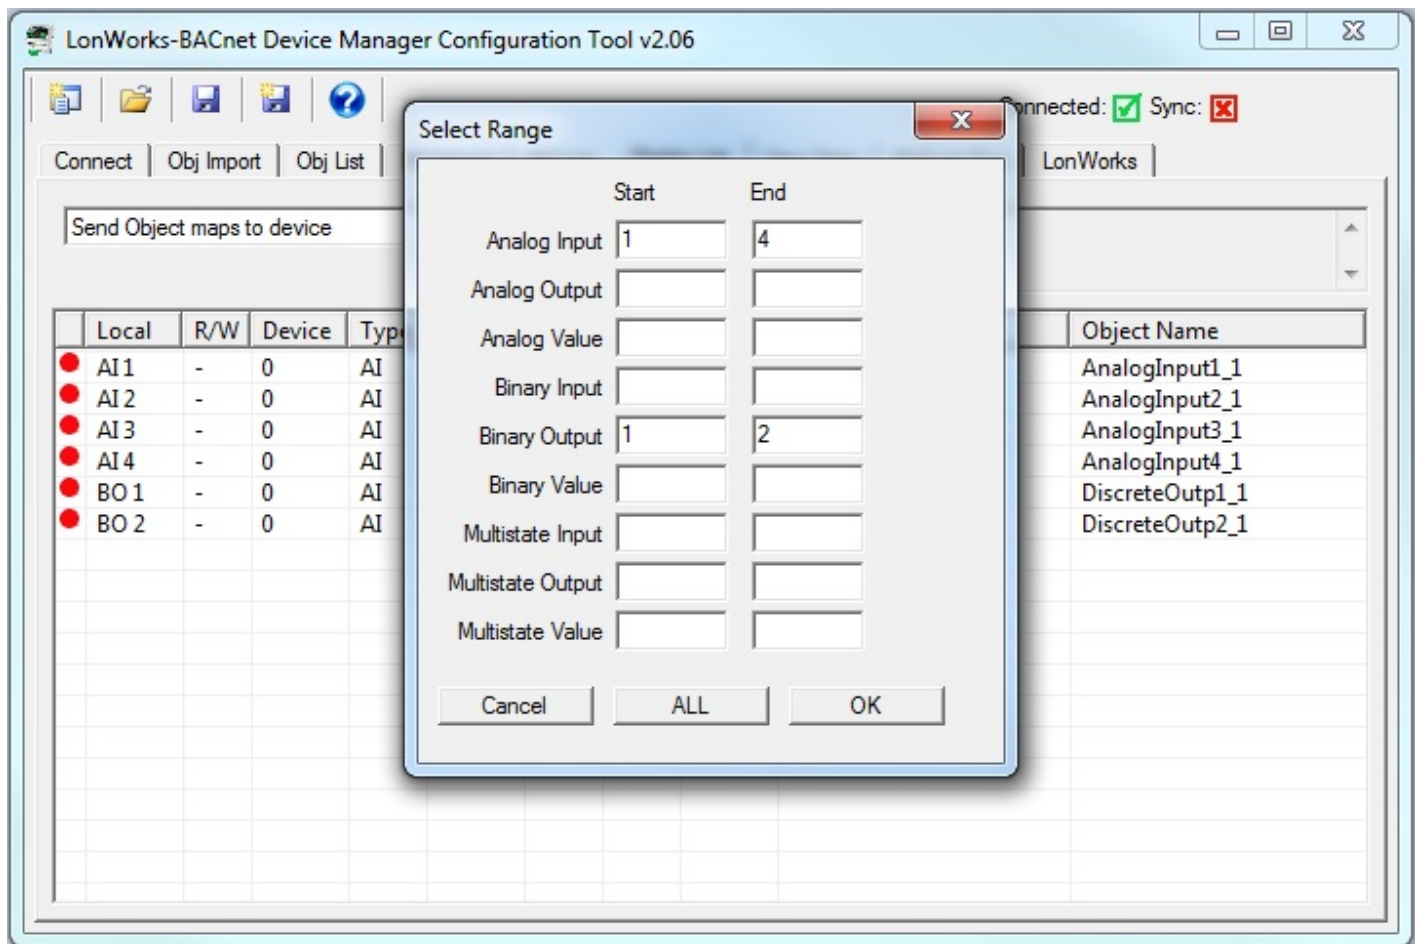 LonWorks-BACnet Device Manager Configuration Tool v2.06
Connected: Sync:
Connect Obj Import Obj List LonWorks
Send Object maps to device
Select Range
Start End
Analog Input 1 4
Analog Output
Analog Value
Binary Input
Binary Output 1 2
Binary Value
Multistate Input
Multistate Output
Multistate Value
Cancel ALL OK
Local R/W Device Type Object Name
AI 1 - 0 AI AnalogInput1_1
AI 2 - 0 AI AnalogInput2_1
AI 3 - 0 AI AnalogInput3_1
AI 4 - 0 AI AnalogInput4_1
BO 1 - 0 AI DiscreteOutp1_1
BO 2 - 0 AI DiscreteOutp2_1